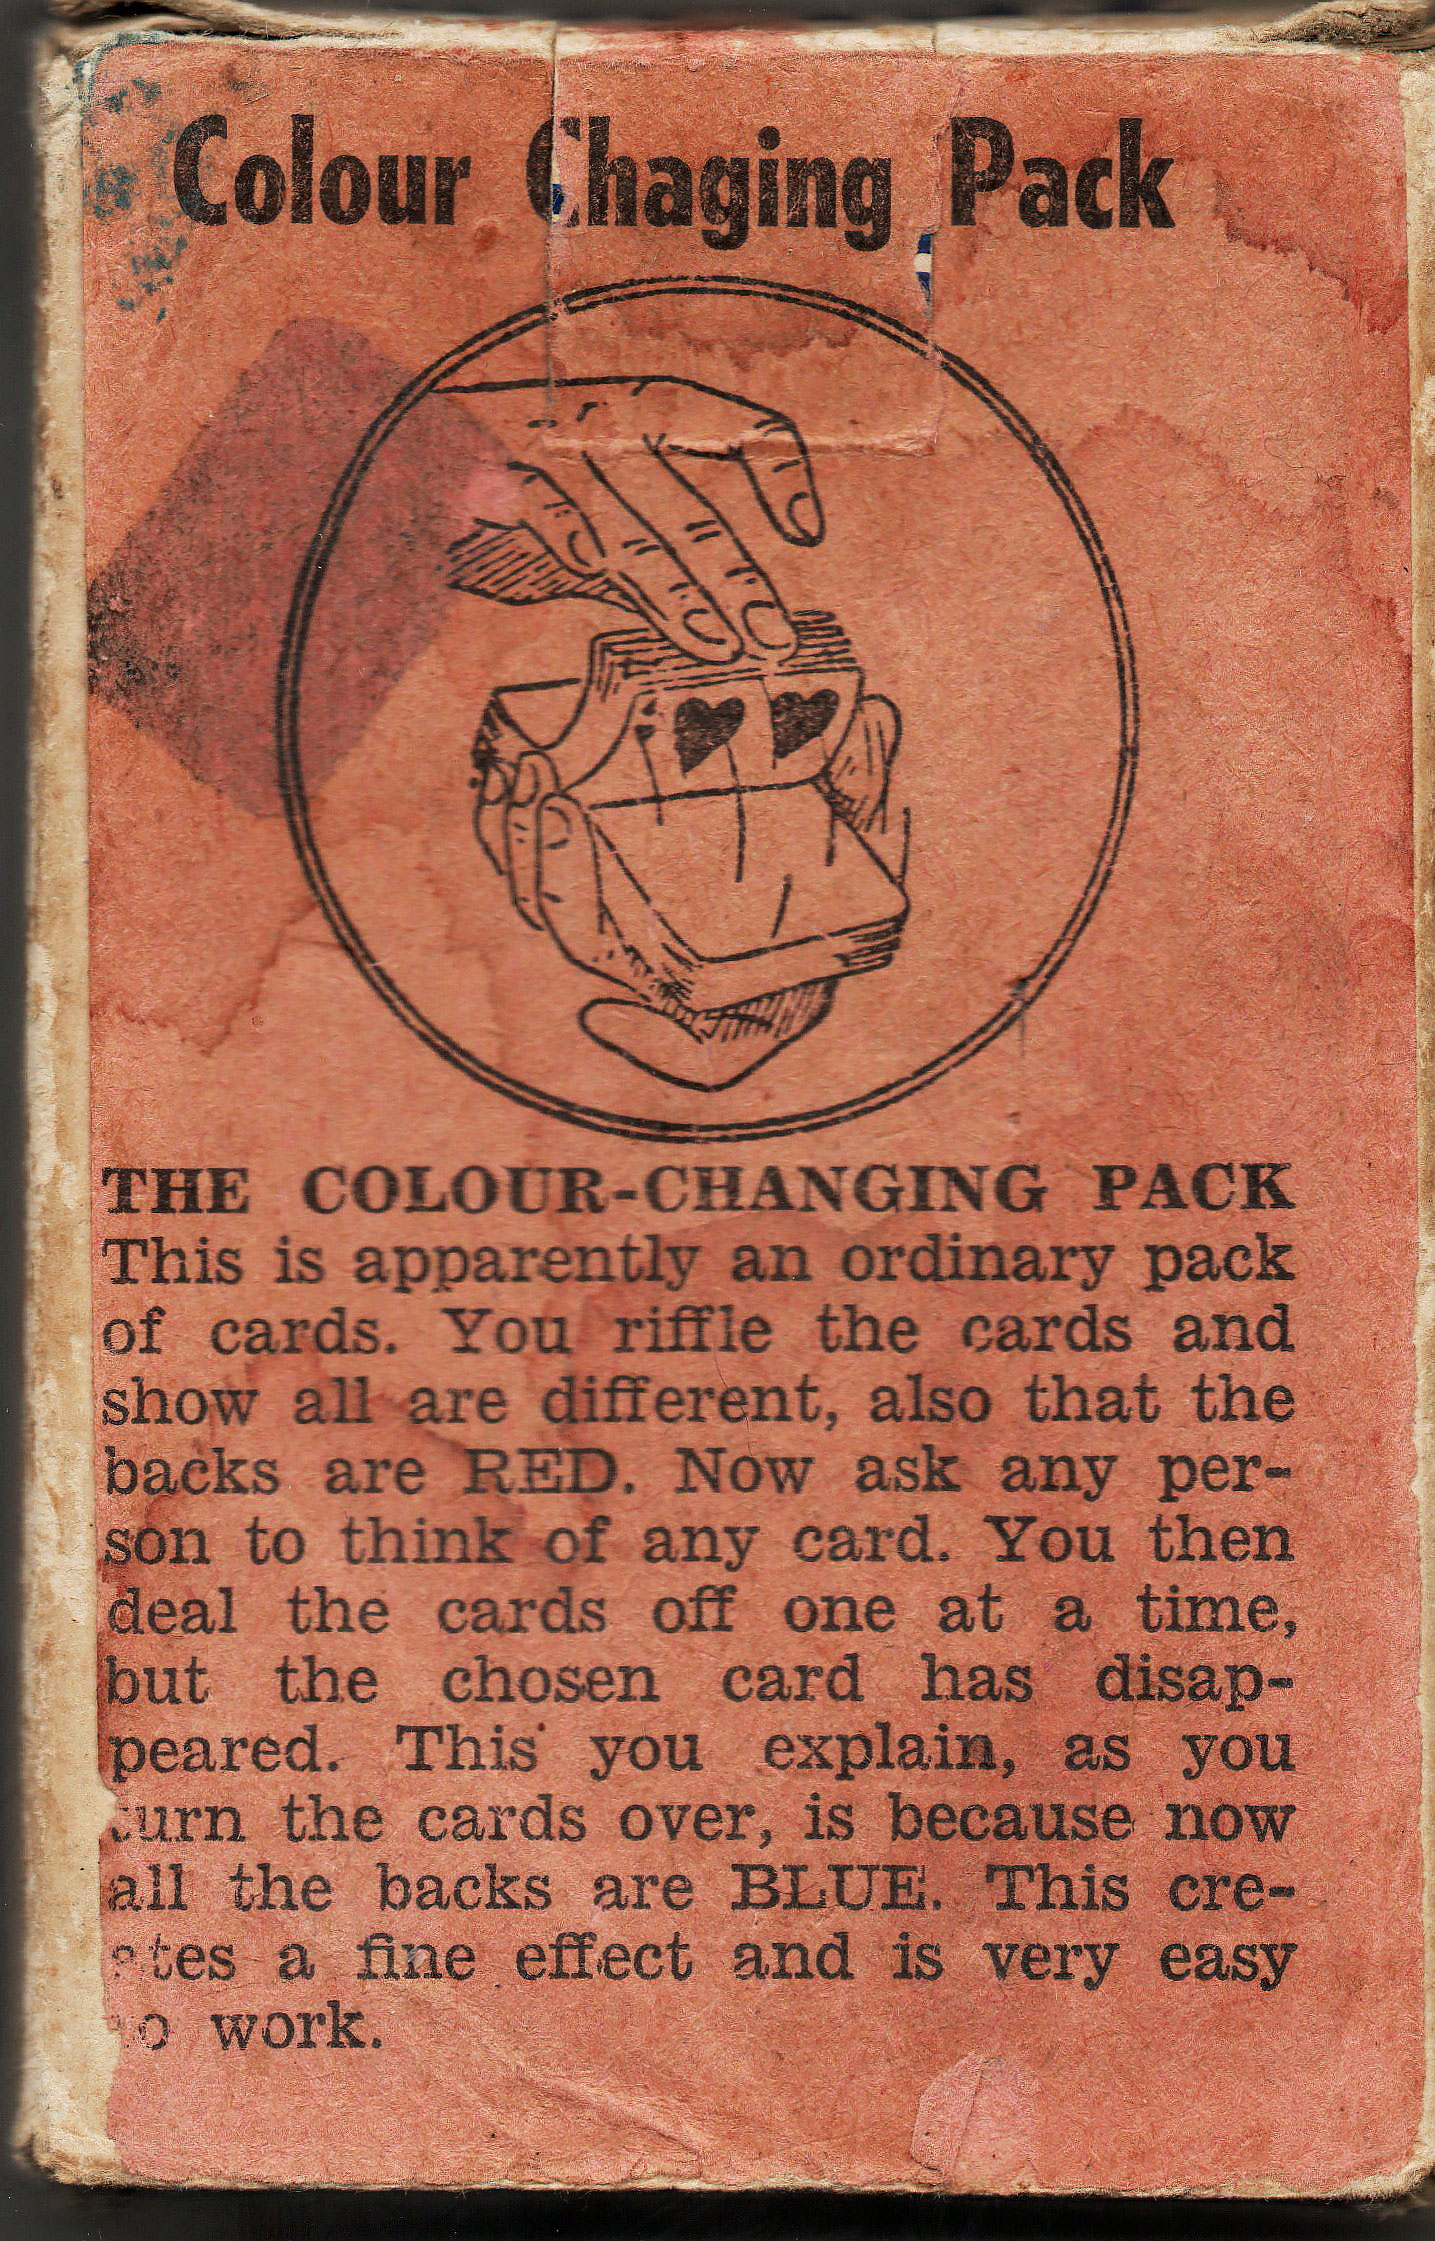 Colour Chaging Pack
THE COLOUR-CHANGING PACK
This is apparently an ordinary pack
of cards. You riffle the cards and
show all are different, also that the
backs are RED. Now ask any per-
son to think of any card. You then
deal the cards off one at a time,
but the chosen card has disap-
peared. This you explain, as you
turn the cards over, is because now
all the backs are BLUE. This cre-
ates a fine effect and is very easy
to work.